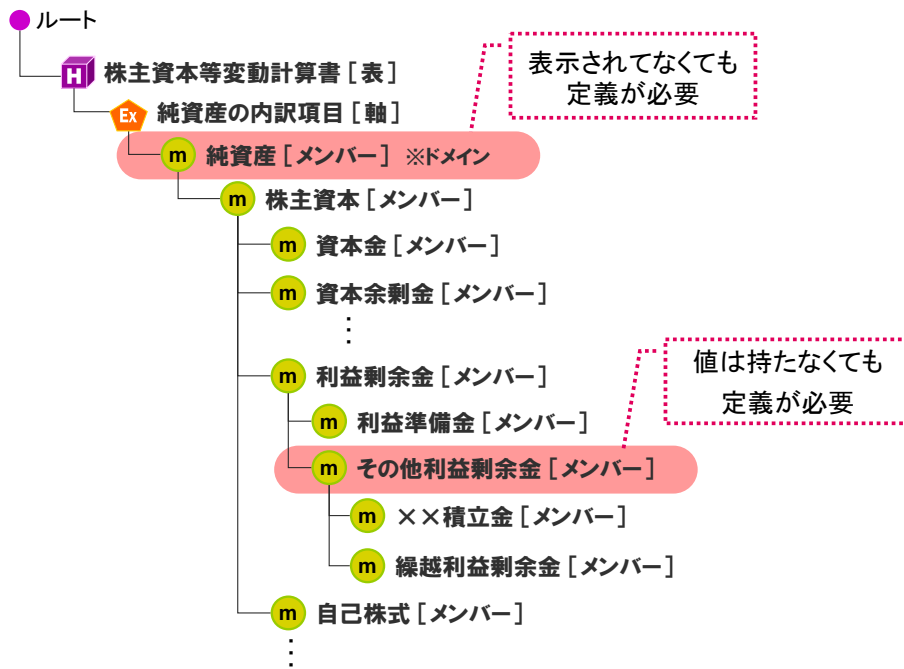 ルート
表示されてなくても
定義が必要
H 株主資本等変動計算書［表］
Ex 純資産の内訳項目［軸］
m 純資産［メンバー］ ※ドメイン
m 株主資本［メンバー］
m 資本金［メンバー］
m 資本余剰金［メンバー］
⋮
値は持たなくても
定義が必要
m 利益剰余金［メンバー］
m 利益準備金［メンバー］
m その他利益剰余金［メンバー］
m ××積立金［メンバー］
m 繰越利益剰余金［メンバー］
m 自己株式［メンバー］
⋮